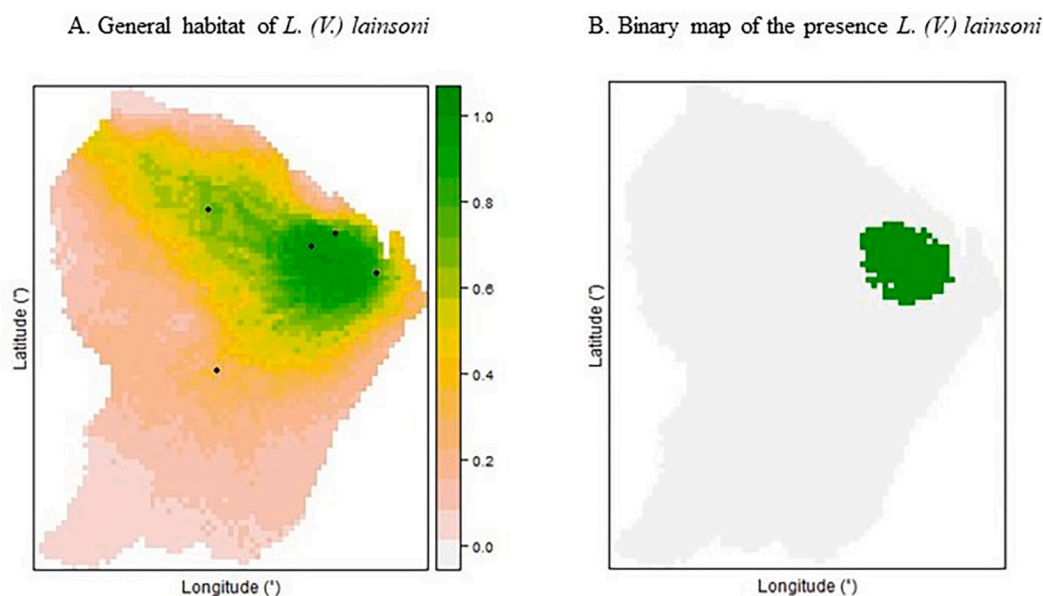 A. General habitat of L. (V.) lainsoni
B. Binary map of the presence L. (V.) lainsoni
1.0
0.8
0.6
0.4
0.2
0.0
Latitude (°)
Longitude (°)
Latitude (°)
Longitude (°)